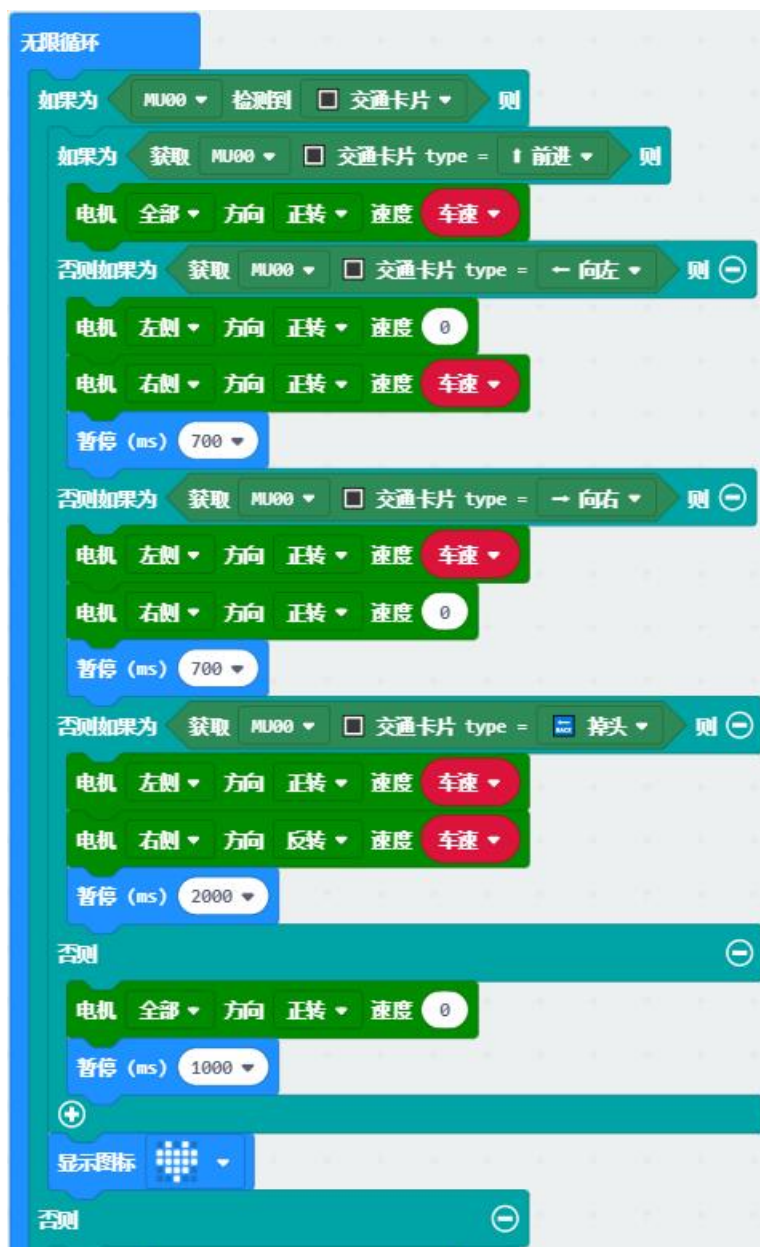 无限循环
如果为 MU00 检测到 交通卡片 则
如果为 获取 MU00 交通卡片 type = 前进 则
电机 全部 方向 正转 速度 车速
否则如果为 获取 MU00 交通卡片 type = ← 向左 则
电机 左侧 方向 正转 速度 0
电机 右侧 方向 正转 速度 车速
暂停 (ms) 700
否则如果为 获取 MU00 交通卡片 type = → 向右 则
电机 左侧 方向 正转 速度 车速
电机 右侧 方向 正转 速度 0
暂停 (ms) 700
否则如果为 获取 MU00 交通卡片 type = BACK 掉头 则
电机 左侧 方向 正转 速度 车速
电机 右侧 方向 反转 速度 车速
暂停 (ms) 2000
否则
电机 全部 方向 正转 速度 0
暂停 (ms) 1000
显示图标
否则